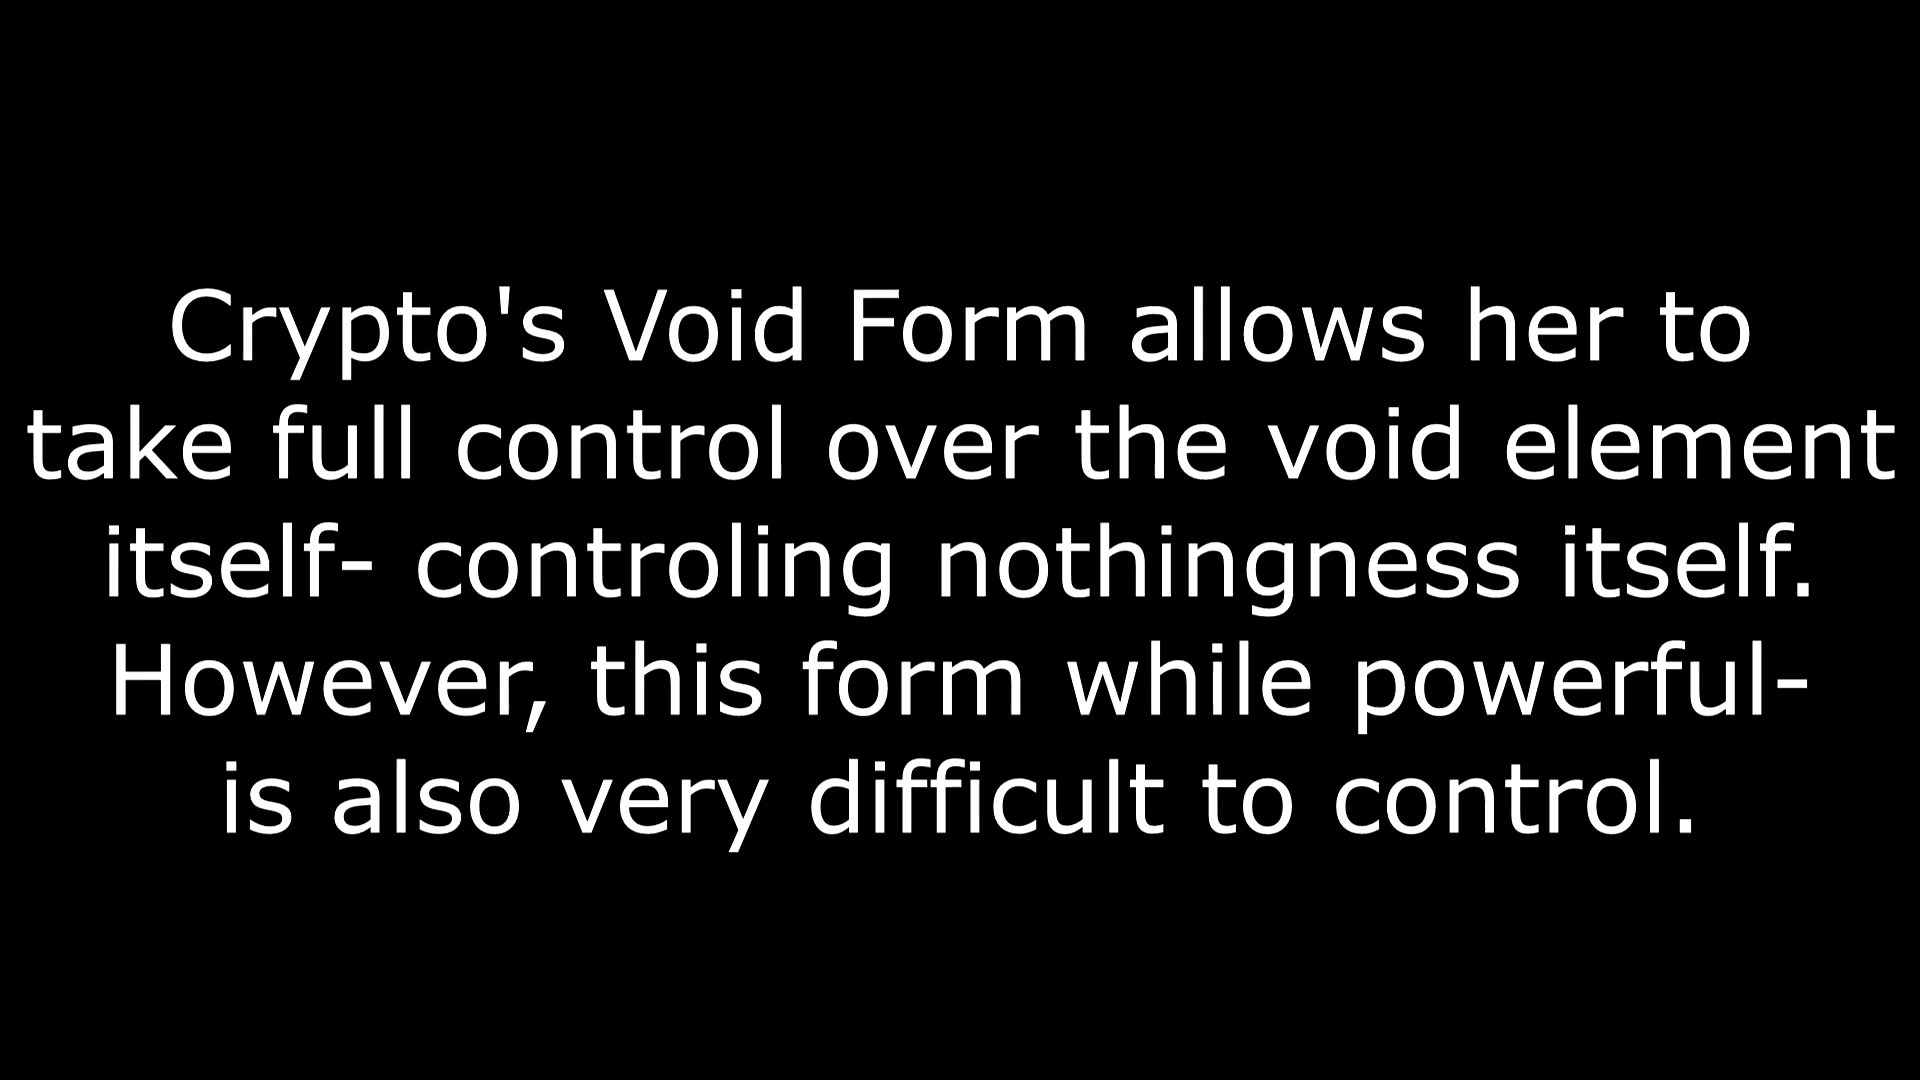 Crypto's Void Form allows her to
take full control over the void element
itself- controling nothingness itself.
However, this form while powerful-
is also very difficult to control.